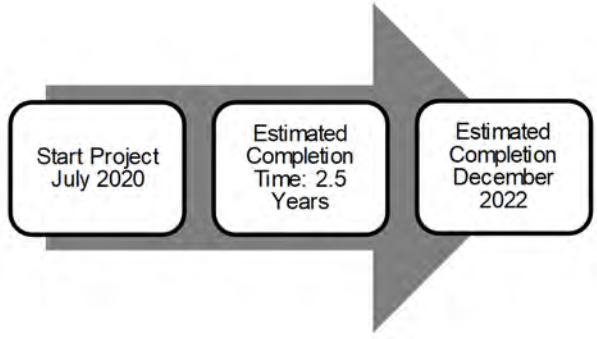 Start Project
July 2020
Estimated
Completion
Time: 2.5
Years
Estimated
Completion
December
2022